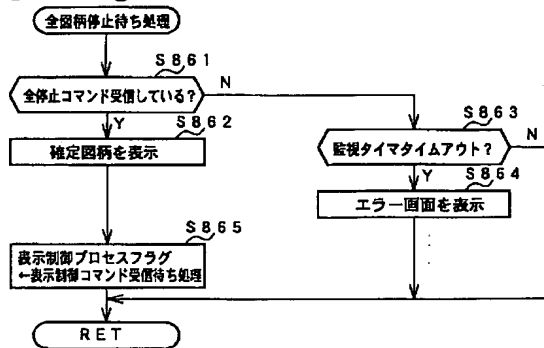 全図柄停止待ち処理
S861
全停止コマンド受信している?
N
Y
S862
確定図柄を表示
S863
監視タイマタイムアウト?
N
Y
S864
エラー画面を表示
S865
表示制御プロセスフラグ
←表示制御コマンド受信待ち処理
RET